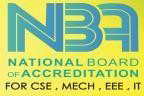 NBA
NATIONAL BOARD
OF ACCREDITATION
FOR CSE , MECH , EEE , IT